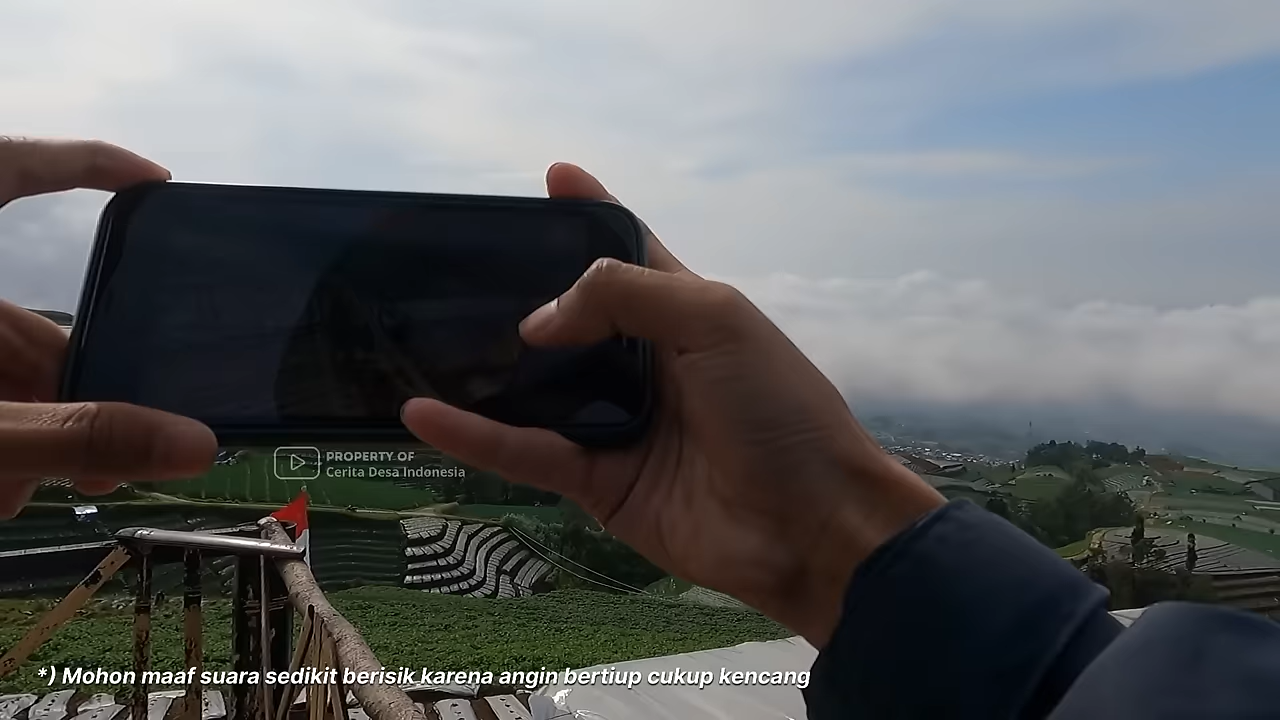 PROPERTY OF
Cerita Desa Indonesia
*) Mohon maaf suara sedikit berisik karena angin bertiup cukup kencang